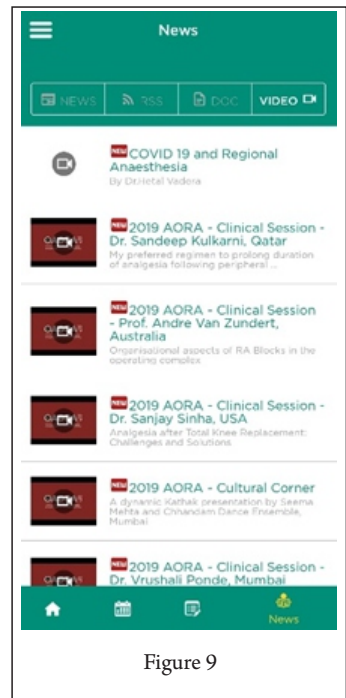 News
NEWS RSS DOC VIDEO
NEW COVID 19 and Regional
Anaesthesia
By Dr.Hetal Vadera
NEW 2019 AORA - Clinical Session -
Dr. Sandeep Kulkarni, Qatar
My preferred regimen to prolong duration
of analgesia following peripheral ...
NEW 2019 AORA - Clinical Session
- Prof. Andre Van Zundert,
Australia
Organisational aspects of RA Blocks in the
operating complex
NEW 2019 AORA - Clinical Session -
Dr. Sanjay Sinha, USA
Analgesia after Total Knee Replacement:
Challenges and Solutions
NEW 2019 AORA - Cultural Corner
A dynamic Kathak presentation by Seema
Mehta and Chhandam Dance Ensemble,
Mumbai
NEW 2019 AORA - Clinical Session -
Dr. Vrushali Ponde, Mumbai
News
Figure 9